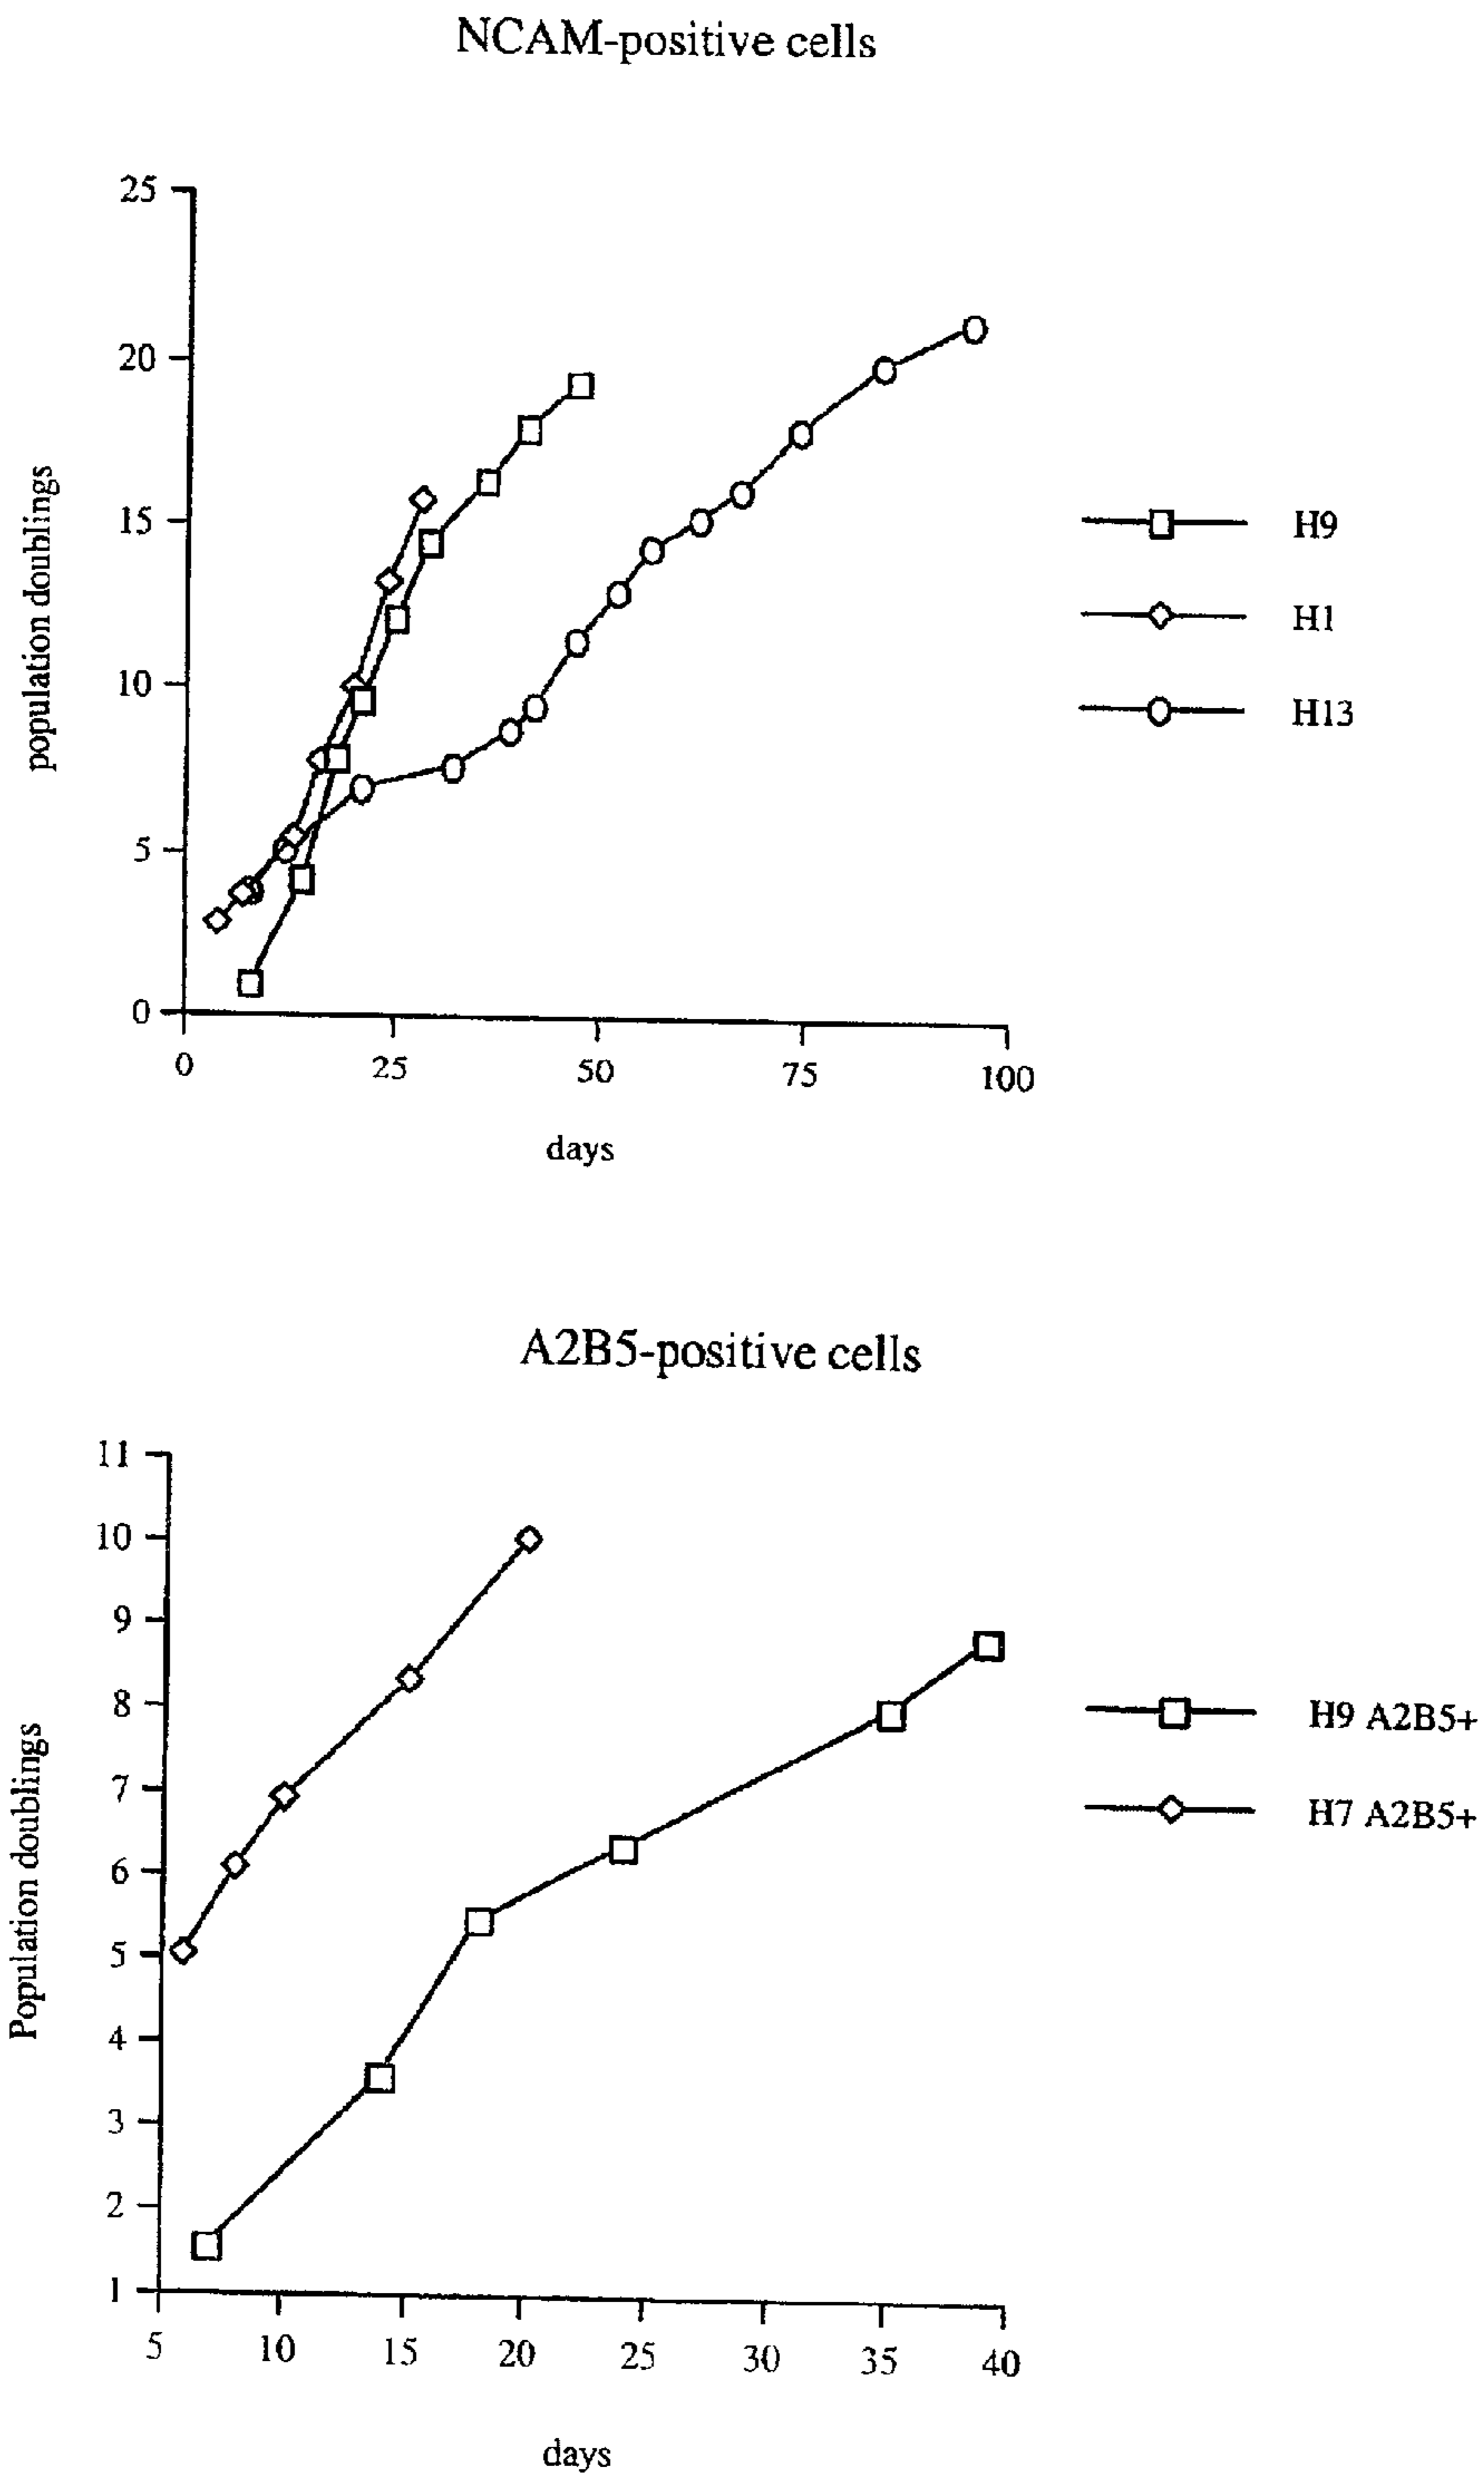 NCAM-positive cells
25
20
15
10
5
0
population doublings
0 25 50 75 100
days
H9
H1
H13
A2B5-positive cells
11
10
9
8
7
6
5
4
3
2
1
Population doublings
5 10 15 20 25 30 35 40
days
H9 A2B5+
H7 A2B5+